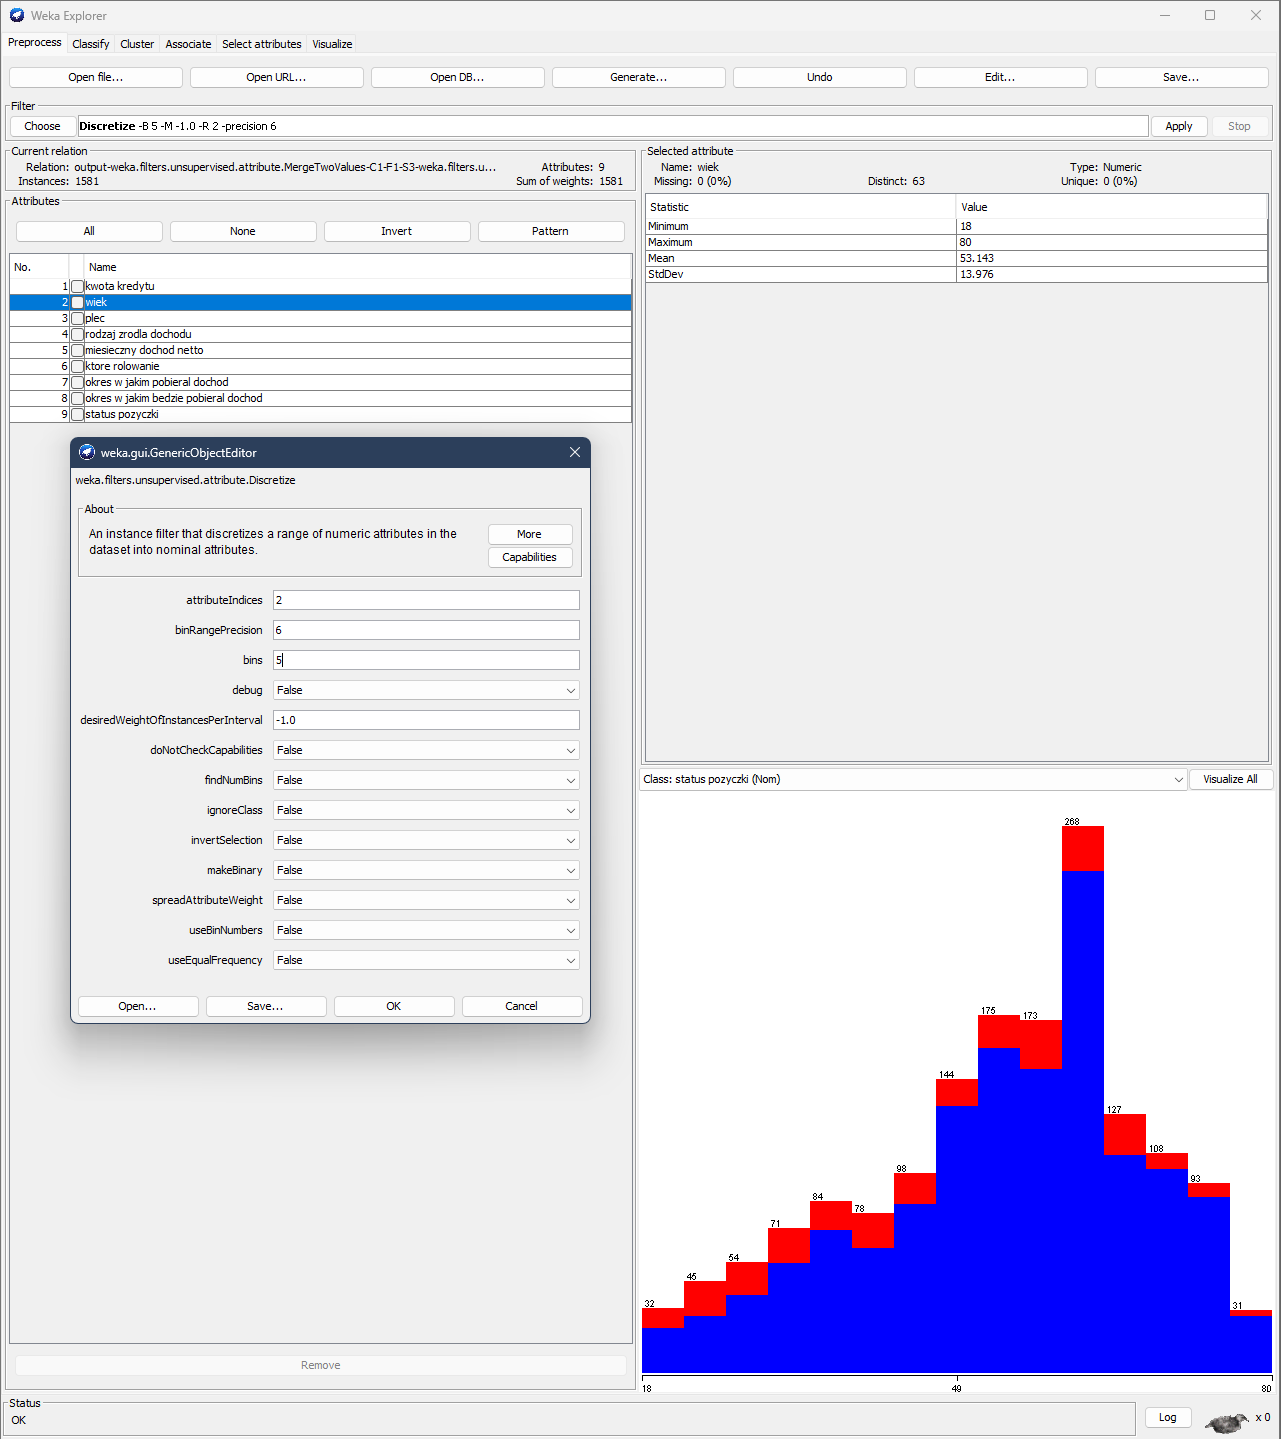 Weka Explorer
Preprocess Classify Cluster Associate Select attributes Visualize
Open file... Open URL... Open DB... Generate... Undo Edit... Save...
Filter
Choose Discretize -B 5 -M -1.0 -R 2 -precision 6 Apply Stop
Current relation
Relation: output-weka.filters.unsupervised.attribute.MergeTwoValues-C1-F1-S3-weka.filters.u... Attributes: 9
Instances: 1581 Sum of weights: 1581
Attributes
All None Invert Pattern
No. Name
1 kwota kredytu
2 wiek
3 plec
4 rodzaj zrodla dochodu
5 miesieczny dochod netto
6 ktore rolowanie
7 okres w jakim pobieral dochod
8 okres w jakim bedzie pobieral dochod
9 status pozyczki
weka.gui.GenericObjectEditor
weka.filters.unsupervised.attribute.Discretize
About
An instance filter that discretizes a range of numeric attributes in the
dataset into nominal attributes.
More
Capabilities
attributeIndices 2
binRangePrecision 6
bins 5
debug False
desiredWeightOfInstancesPerInterval -1.0
doNotCheckCapabilities False
findNumBins False
ignoreClass False
invertSelection False
makeBinary False
spreadAttributeWeight False
useBinNumbers False
useEqualFrequency False
Open... Save... OK Cancel
Remove
Selected attribute
Name: wiek Type: Numeric
Missing: 0 (0%) Distinct: 63 Unique: 0 (0%)
Statistic Value
Minimum 18
Maximum 80
Mean 53.143
StdDev 13.976
Class: status pozyczki (Nom) Visualize All
32 45 54 71 84 78 98 144 175 173 268 127 108 93 31
18 49 80
Status
OK
Log x 0